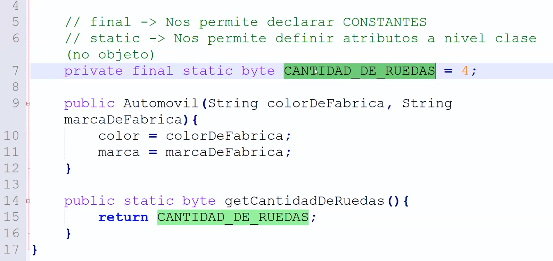 4
5 // final -> Nos permite declarar CONSTANTES
6 // static -> Nos permite definir atributos a nivel clase
(no objeto)
7 private final static byte CANTIDAD_DE_RUEDAS = 4;
8
9 public Automovil(String colorDeFabrica, String
marcaDeFabrica){
10 color = colorDeFabrica;
11 marca = marcaDeFabrica;
12 }
13
14 public static byte getCantidadDeRuedas(){
15 return CANTIDAD_DE_RUEDAS;
16 }
17 }